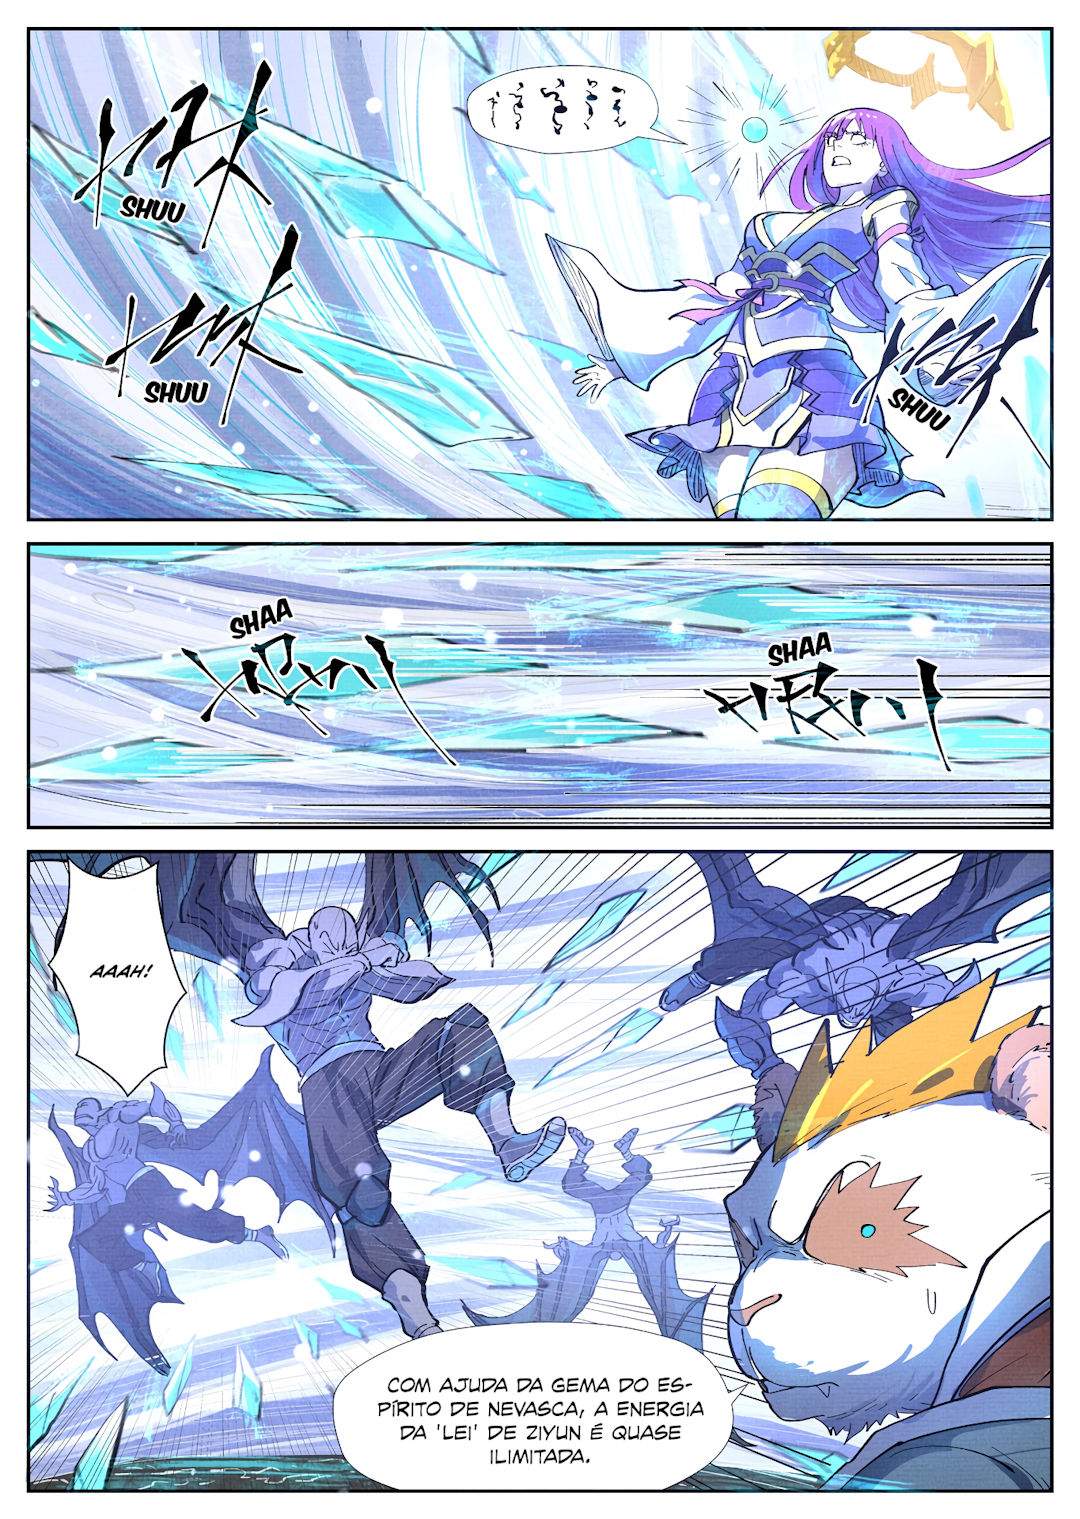 SHUU
SHUU
SHUU
SHAA
SHAA
AAAH!
COM AJUDA DA GEMA DO ES-
PÍRITO DE NEVASCA, A ENERGIA
DA 'LEI' DE ZIYUN É QUASE
ILIMITADA.